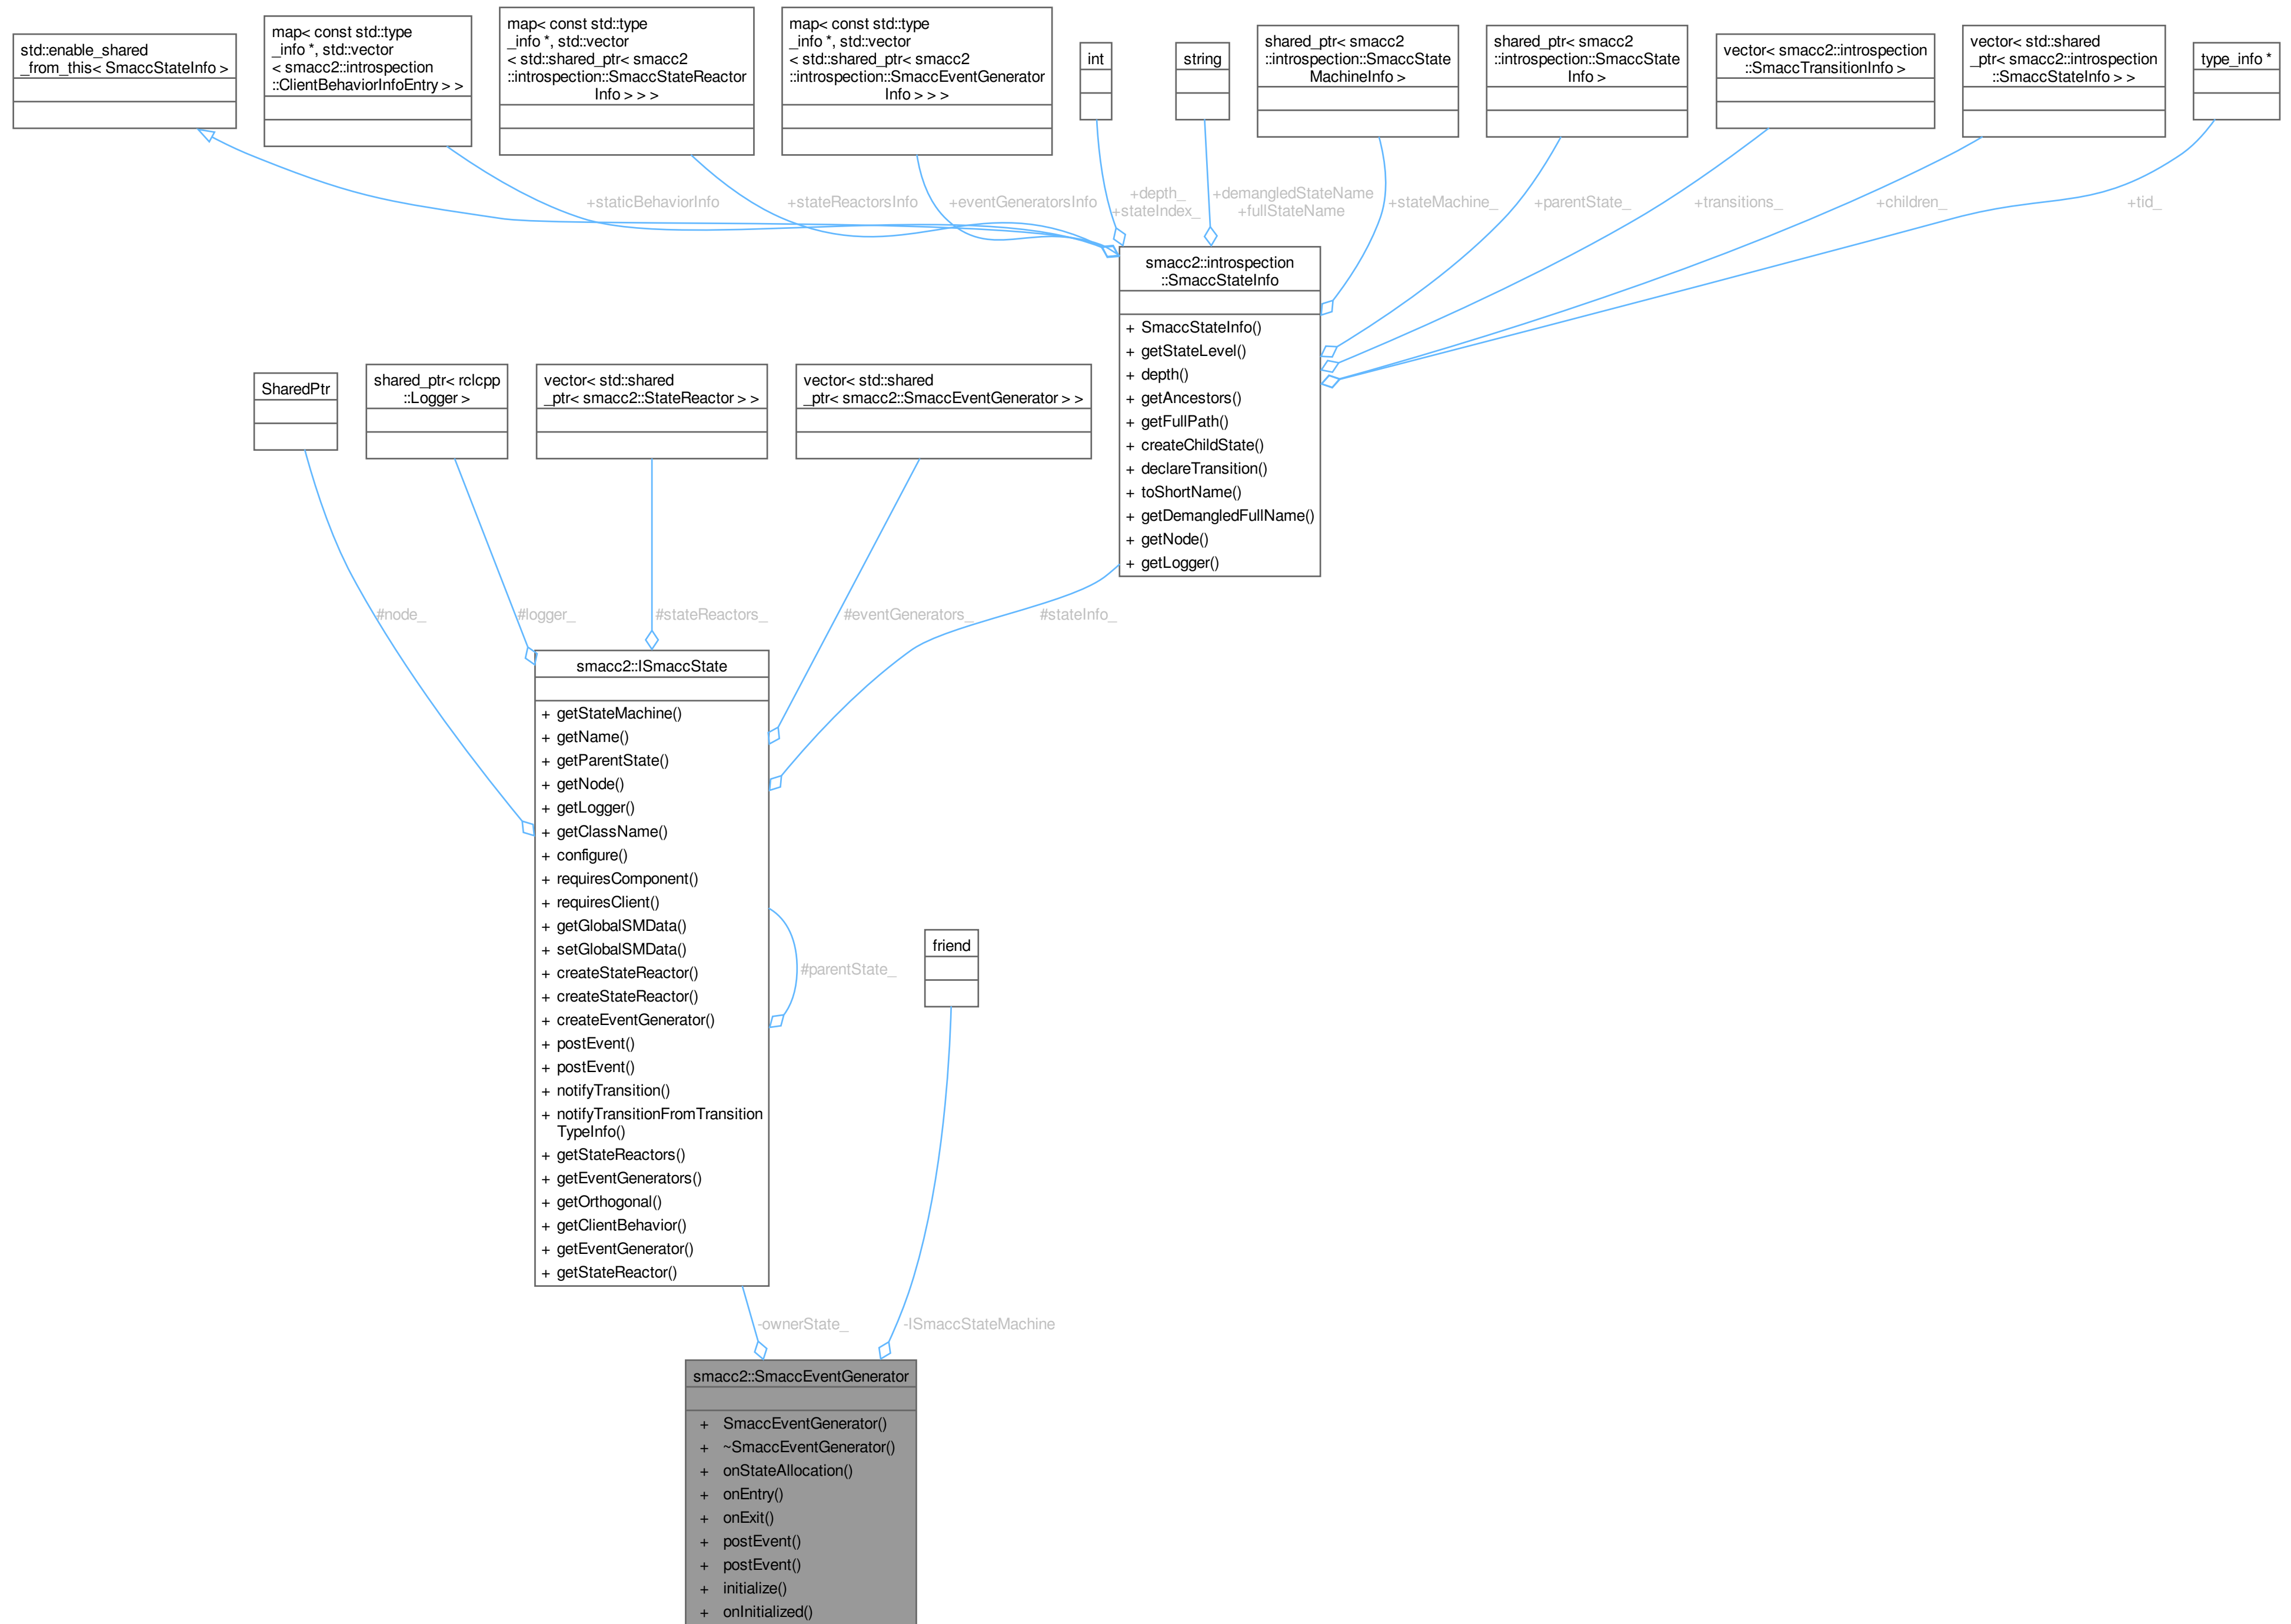 std::enable_shared
_from_this< SmaccStateInfo >
map< const std::type
_info *, std::vector
< smacc2::introspection
::ClientBehaviorInfoEntry > >
map< const std::type
_info *, std::vector
< std::shared_ptr< smacc2
::introspection::SmaccStateReactor
Info > > >
map< const std::type
_info *, std::vector
< std::shared_ptr< smacc2
::introspection::SmaccEventGenerator
Info > > >
int
string
shared_ptr< smacc2
::introspection::SmaccState
MachineInfo >
shared_ptr< smacc2
::introspection::SmaccState
Info >
vector< smacc2::introspection
::SmaccTransitionInfo >
vector< std::shared
_ptr< smacc2::introspection
::SmaccStateInfo > >
type_info *
+staticBehaviorInfo
+stateReactorsInfo
+eventGeneratorsInfo
+depth_
+stateIndex_
+demangledStateName
+fullStateName
+stateMachine_
+parentState_
+transitions_
+children_
+tid_
smacc2::introspection
::SmaccStateInfo
+ SmaccStateInfo()
+ getStateLevel()
+ depth()
+ getAncestors()
+ getFullPath()
+ createChildState()
+ declareTransition()
+ toShortName()
+ getDemangledFullName()
+ getNode()
+ getLogger()
SharedPtr
shared_ptr< rclcpp
::Logger >
vector< std::shared
_ptr< smacc2::StateReactor > >
vector< std::shared
_ptr< smacc2::SmaccEventGenerator > >
#node_
#logger_
#stateReactors_
#eventGenerators_
#stateInfo_
smacc2::ISmaccState
+ getStateMachine()
+ getName()
+ getParentState()
+ getNode()
+ getLogger()
+ getClassName()
+ configure()
+ requiresComponent()
+ requiresClient()
+ getGlobalSMData()
+ setGlobalSMData()
+ createStateReactor()
+ createStateReactor()
+ createEventGenerator()
+ postEvent()
+ postEvent()
+ notifyTransition()
+ notifyTransitionFromTransition
TypeInfo()
+ getStateReactors()
+ getEventGenerators()
+ getOrthogonal()
+ getClientBehavior()
+ getEventGenerator()
+ getStateReactor()
#parentState_
friend
-ownerState_
-ISmaccStateMachine
smacc2::SmaccEventGenerator
+ SmaccEventGenerator()
+ ~SmaccEventGenerator()
+ onStateAllocation()
+ onEntry()
+ onExit()
+ postEvent()
+ postEvent()
+ initialize()
+ onInitialized()